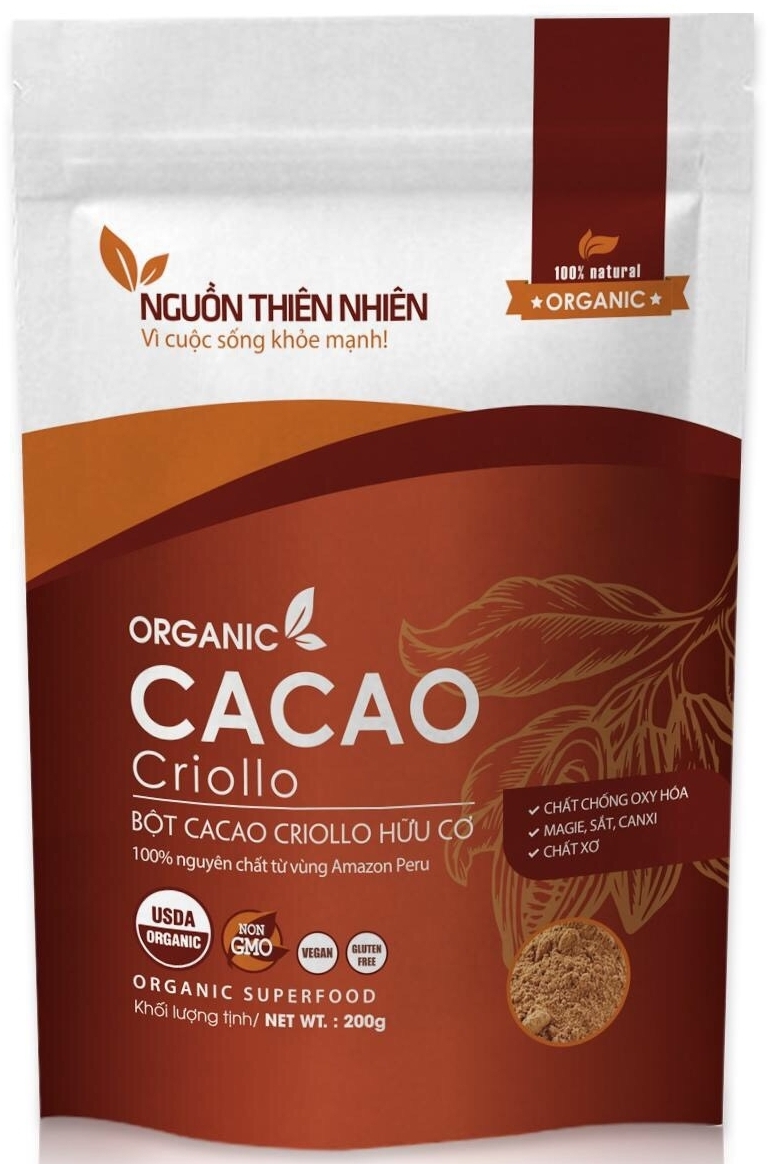 100% natural
ORGANIC
NGUỒN THIÊN NHIÊN
Vì cuộc sống khỏe mạnh!
ORGANIC
CACAO
Criollo
BỘT CACAO CRIOLLO HỮU CƠ
100% nguyên chất từ vùng Amazon Peru
CHẤT CHỐNG OXY HÓA
MAGIE, SẮT, CANXI
CHẤT XƠ
USDA
ORGANIC
NON
GMO
VEGAN
GLUTEN
FREE
ORGANIC SUPERFOOD
Khối lượng tịnh/ NET WT. : 200g